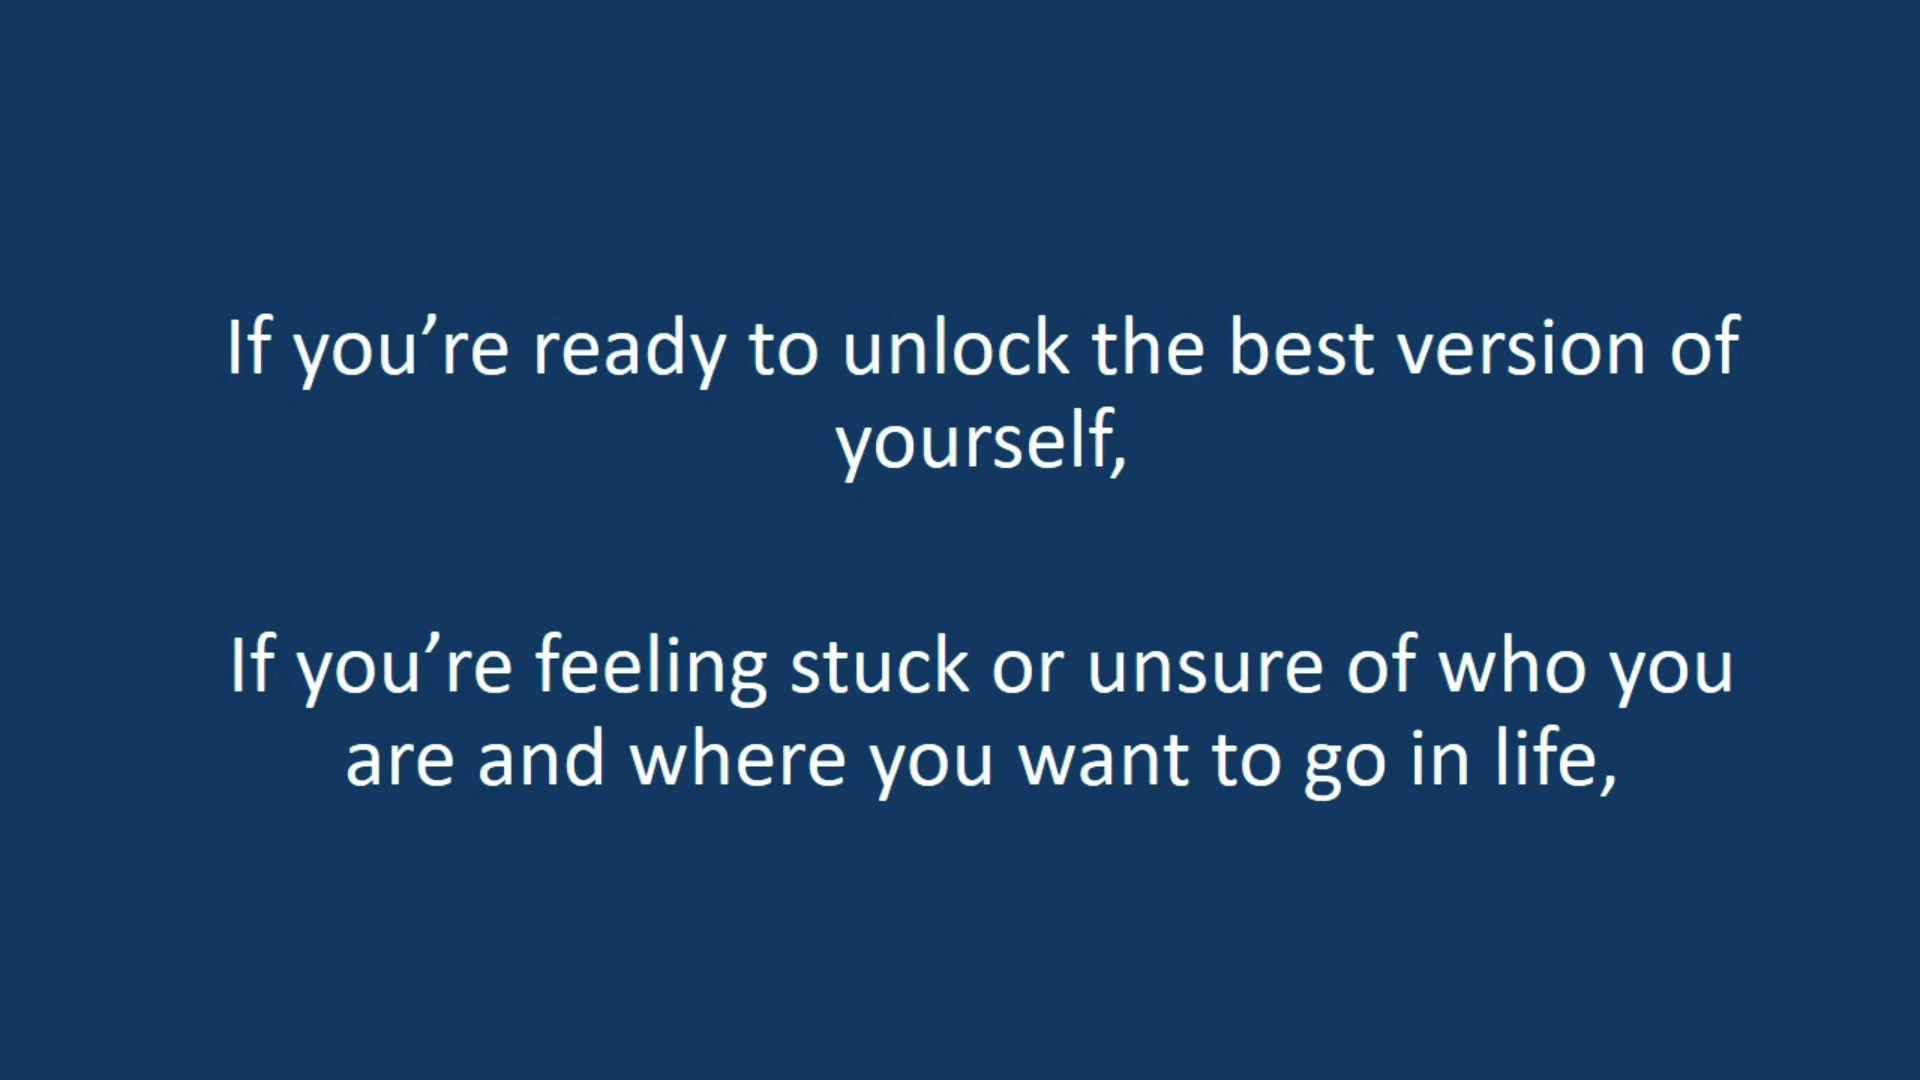 If you’re ready to unlock the best version of
yourself,
If you’re feeling stuck or unsure of who you
are and where you want to go in life,